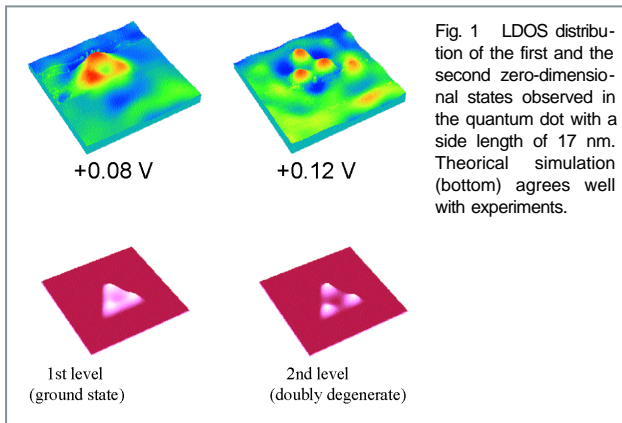 Fig. 1 LDOS distribu-
tion of the first and the
second zero-dimensio-
nal states observed in
the quantum dot with a
side length of 17 nm.
Theorical simulation
(bottom) agrees well
with experiments.
+0.08 V
+0.12 V
1st level
(ground state)
2nd level
(doubly degenerate)